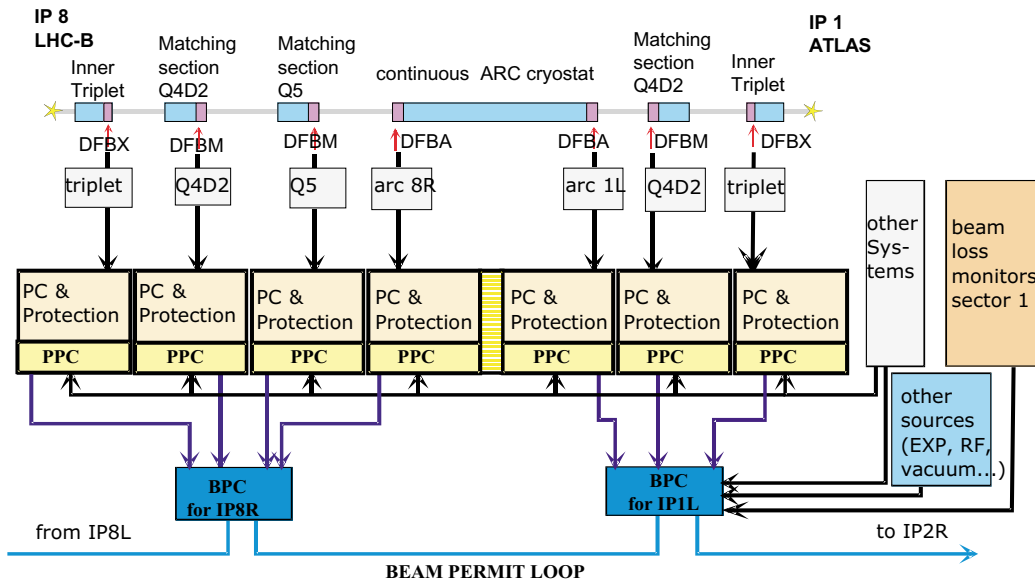 IP 8
LHC-B
IP 1
ATLAS
Inner
Triplet
Matching
section
Q4D2
Matching
section
Q5
continuous ARC cryostat
Matching
section
Q4D2
Inner
Triplet
DFBX
DFBM
DFBM
DFBA
DFBA
DFBM
DFBX
triplet
Q4D2
Q5
arc 8R
arc 1L
Q4D2
triplet
other
Sys-
tems
beam
loss
monitors
sector 1
PC &
Protection
PC &
Protection
PC &
Protection
PC &
Protection
PC &
Protection
PC &
Protection
PC &
Protection
PPC
PPC
PPC
PPC
PPC
PPC
PPC
other
sources
(EXP, RF,
vacuum...)
BPC
for IP8R
BPC
for IP1L
from IP8L
to IP2R
BEAM PERMIT LOOP